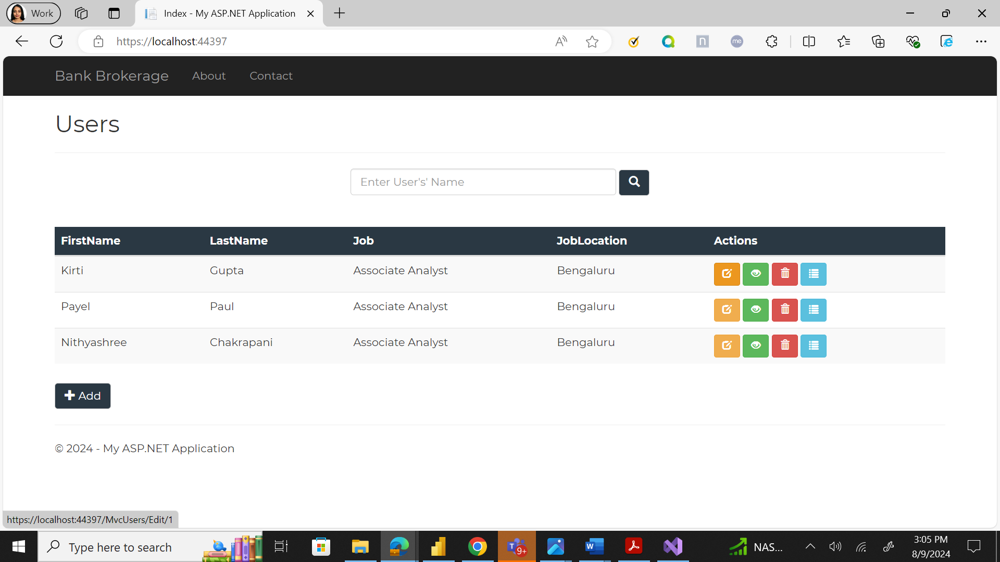 Work
Index - My ASP.NET Application
https://localhost:44397
n
me
Bank Brokerage About Contact
Users
Enter User's' Name
FirstName LastName Job JobLocation Actions
Kirti Gupta Associate Analyst Bengaluru
Payel Paul Associate Analyst Bengaluru
Nithyashree Chakrapani Associate Analyst Bengaluru
Add
© 2024 - My ASP.NET Application
https://localhost:44397/MvcUsers/Edit/1
Type here to search
T 9+
W
NAS...
3:05 PM
8/9/2024